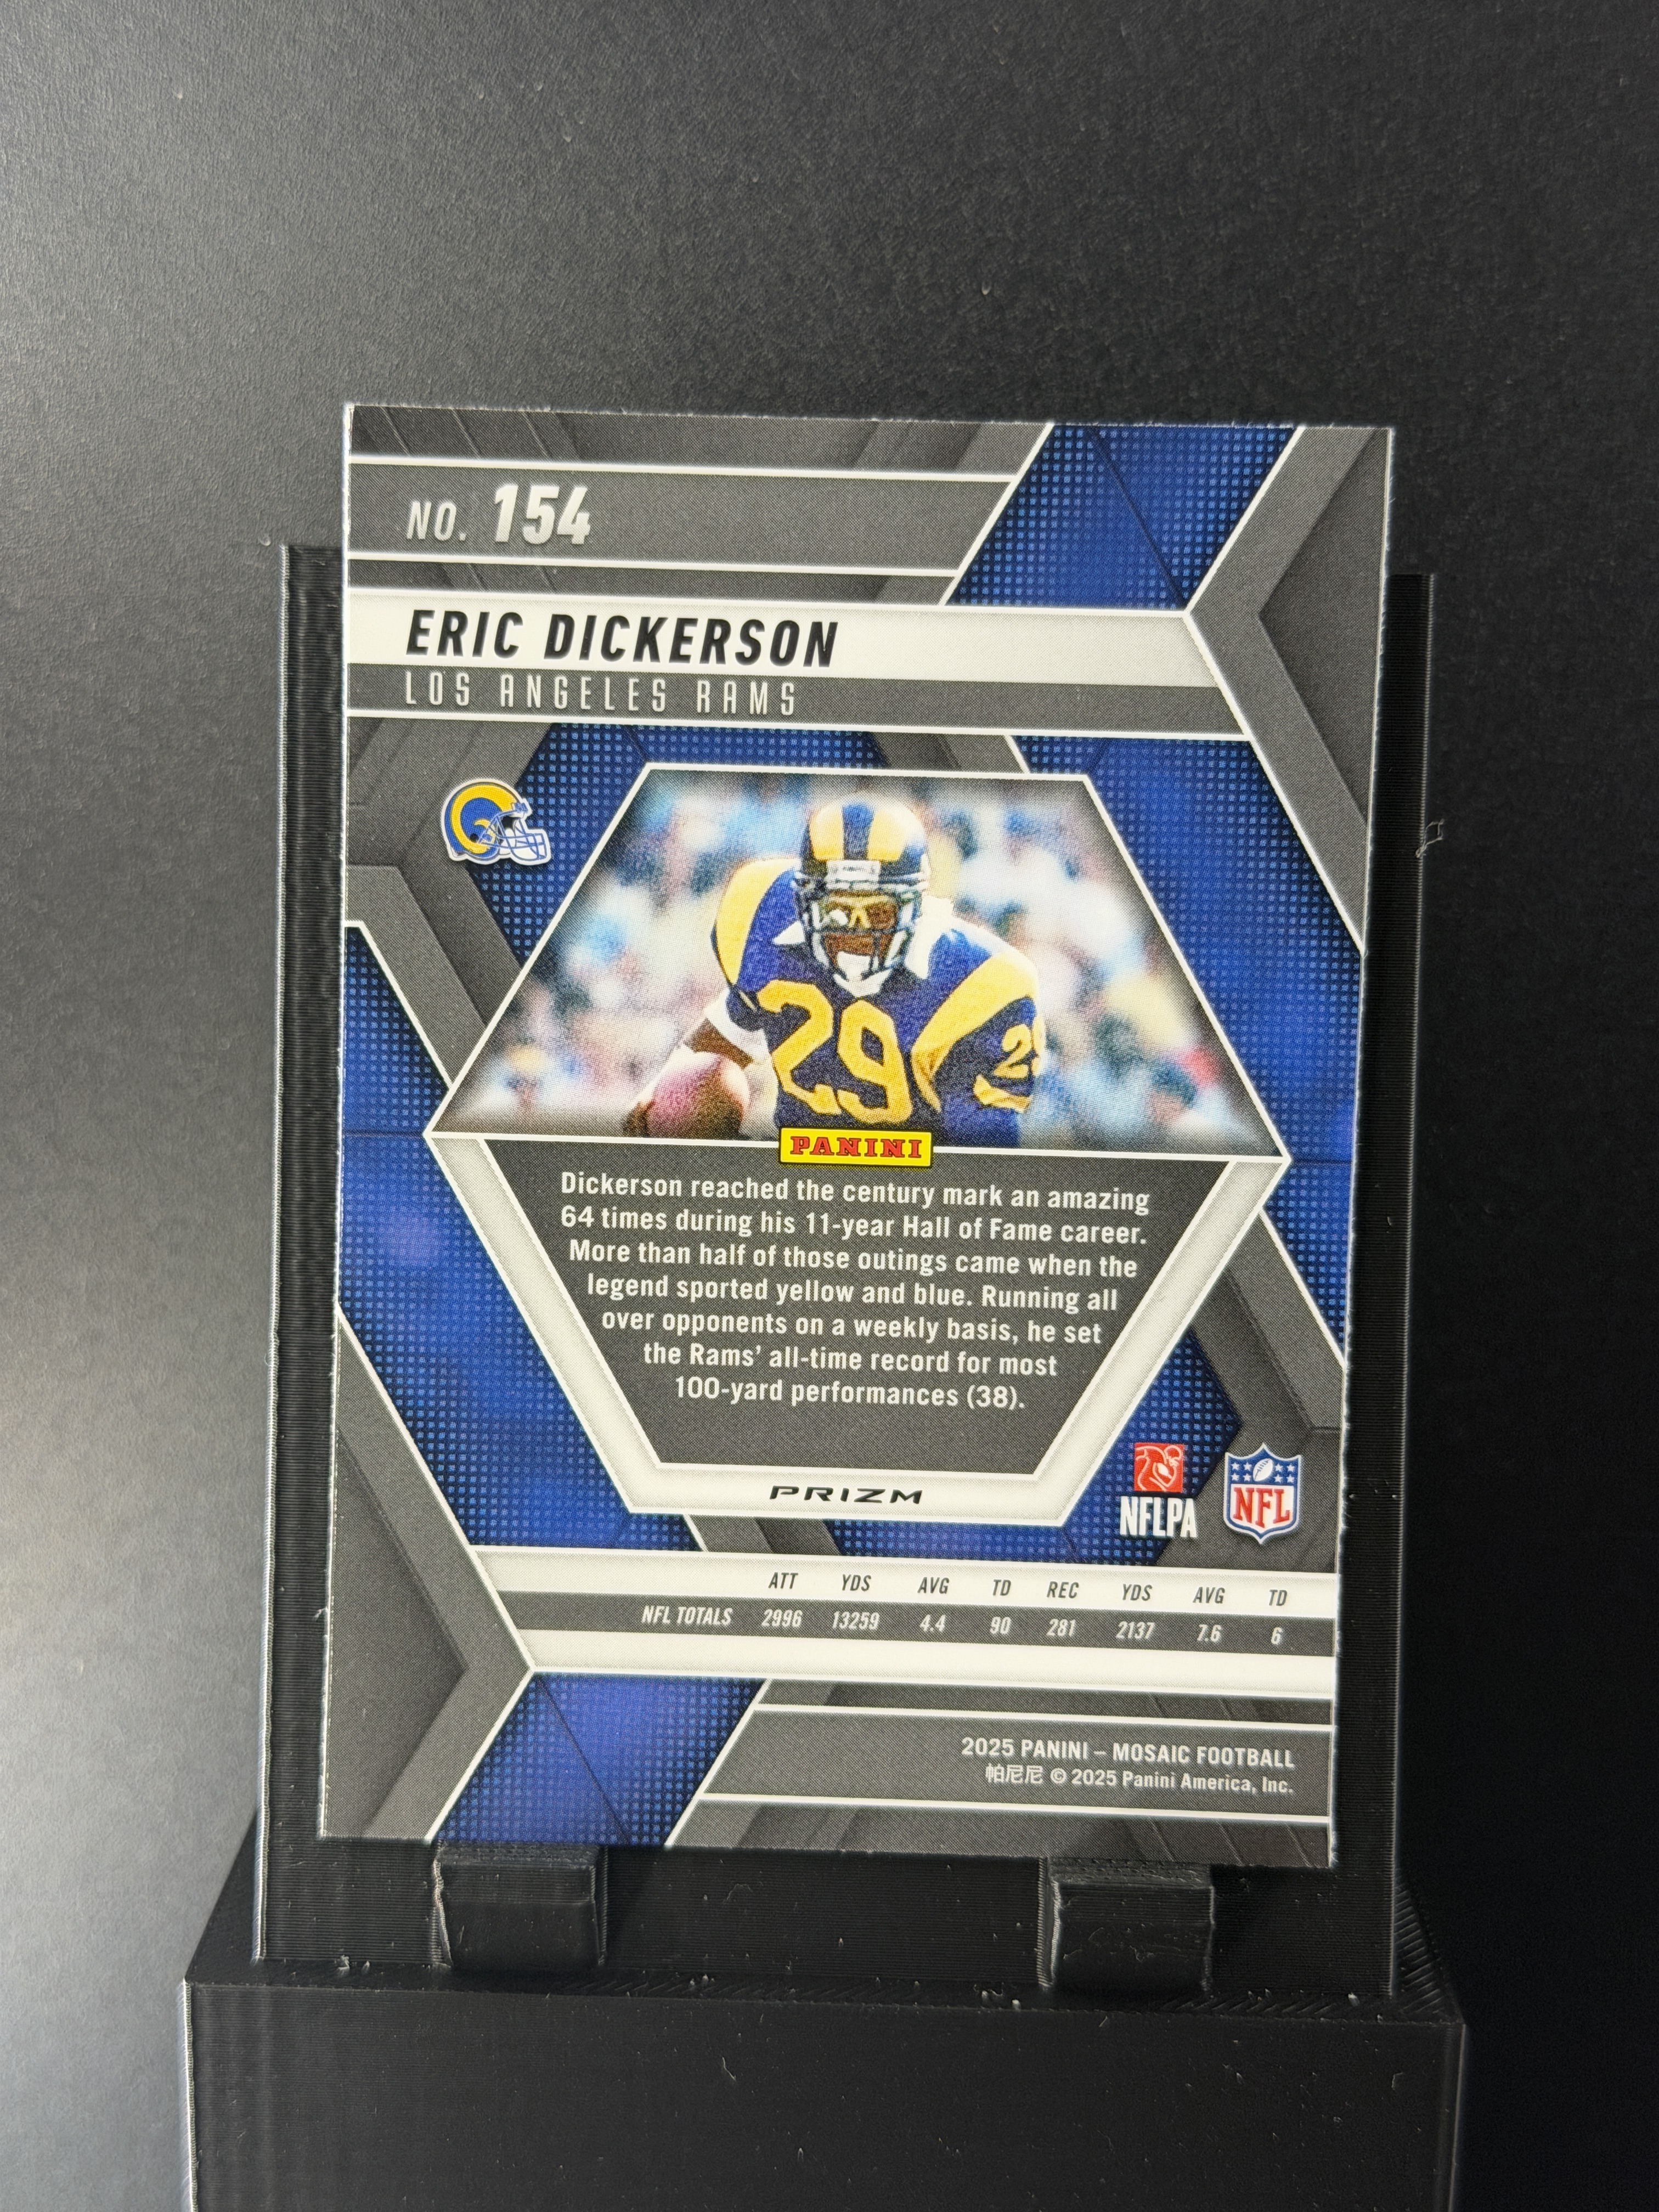 NO. 154
ERIC DICKERSON
LOS ANGELES RAMS
29
29
PANINI
Dickerson reached the century mark an amazing
64 times during his 11-year Hall of Fame career.
More than half of those outings came when the
legend sported yellow and blue. Running all
over opponents on a weekly basis, he set
the Rams' all-time record for most
100-yard performances (38).
PRIZM
NFLPA
NFL
ATT YDS AVG TD REC YDS AVG TD
NFL TOTALS 2996 13259 4.4 90 281 2137 7.6 6
2025 PANINI – MOSAIC FOOTBALL
帕尼尼 © 2025 Panini America, Inc.